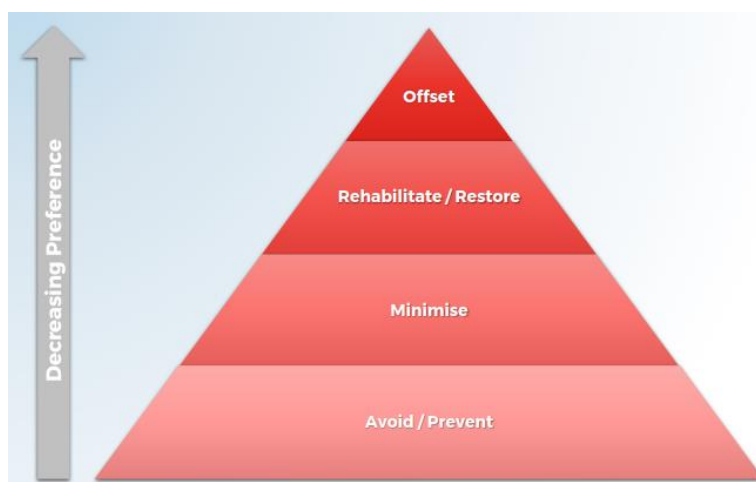 Decreasing Preference
Offset
Rehabilitate / Restore
Minimise
Avoid / Prevent